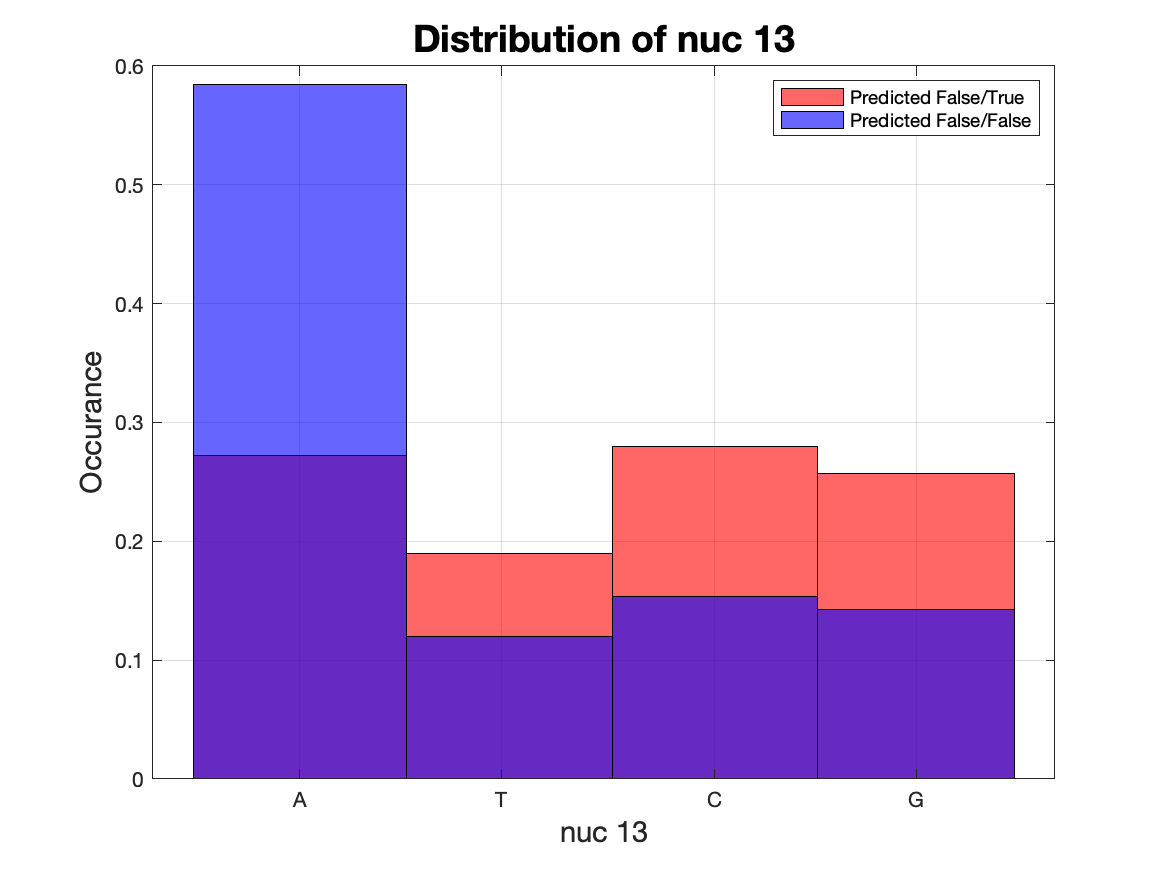 Distribution of nuc 13
Predicted False/True
Predicted False/False
0.6
0.5
0.4
0.3
0.2
0.1
0
Occurance
A T C G
nuc 13